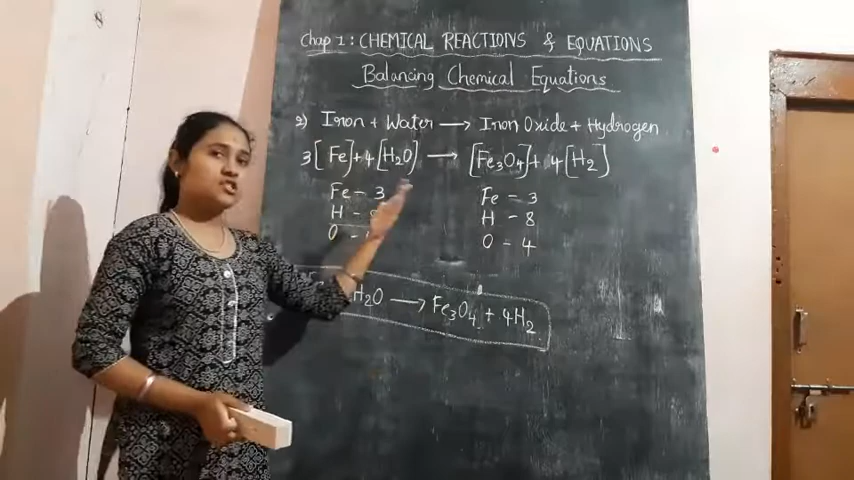 Chap 1: CHEMICAL REACTIONS & EQUATIONS
Balancing Chemical Equations
2) Iron + Water → Iron Oxide + Hydrogen
3[Fe]+4[H₂O] → [Fe₃O₄]+ 4[H₂]
Fe - 3 Fe - 3
H - H - 8
O - O - 4
H₂O → Fe₃O₄ + 4H₂